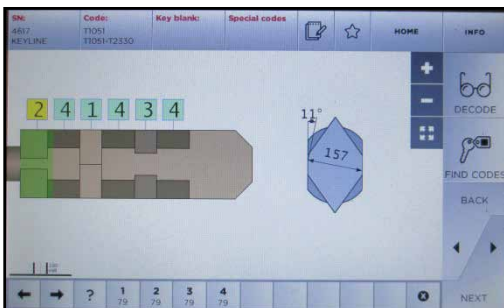 SN:
4617
KEYLINE
Code:
T1051
T1051-T2330
Key blank:
Special codes
HOME
INFO
2 4 1 4 3 4
11°
157
+
-
DECODE
FIND CODES
BACK
NEXT
?
1
79
2
79
3
79
4
79